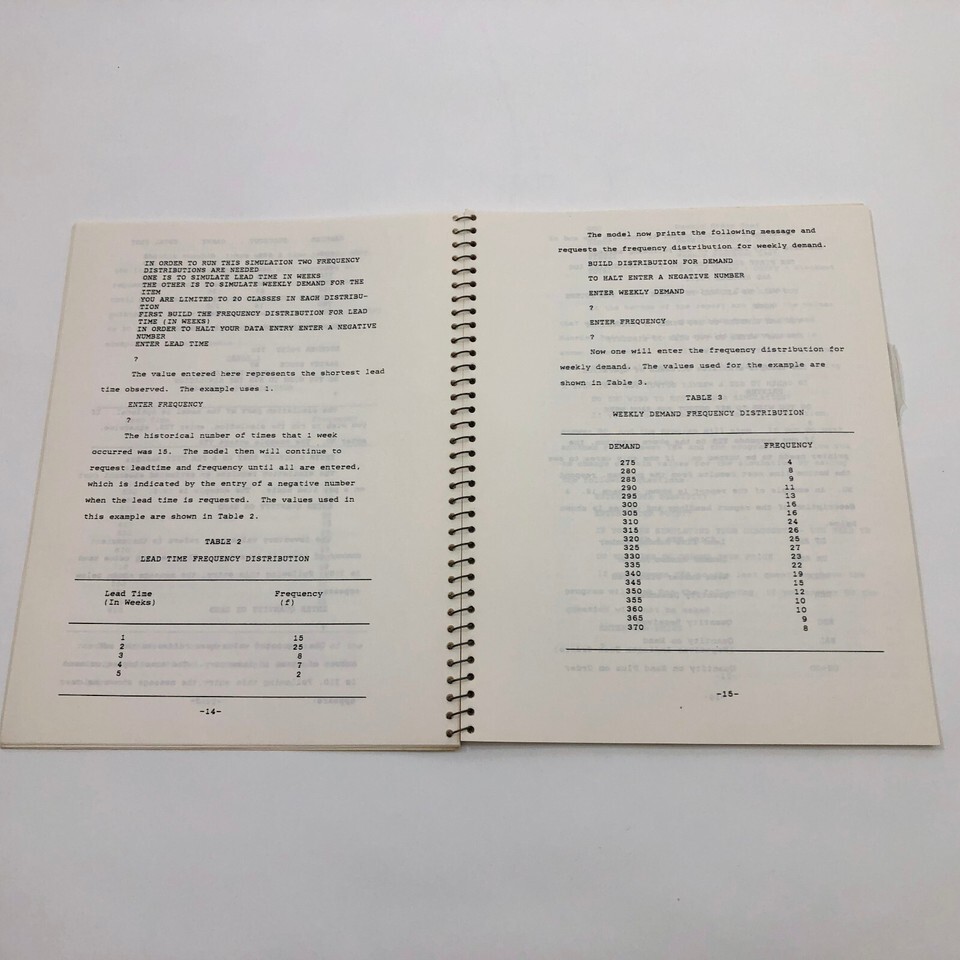 IN ORDER TO RUN THIS SIMULATION TWO FREQUENCY
DISTRIBUTIONS ARE NEEDED
ONE IS TO SIMULATE LEAD TIME IN WEEKS
THE OTHER IS TO SIMULATE WEEKLY DEMAND FOR THE
ITEM
YOU ARE LIMITED TO 20 CLASSES IN EACH DISTRIBU-
TION
FIRST BUILD THE FREQUENCY DISTRIBUTION FOR LEAD
TIME (IN WEEKS)
IN ORDER TO HALT YOUR DATA ENTRY ENTER A NEGATIVE
NUMBER
ENTER LEAD TIME
?
The value entered here represents the shortest lead
time observed. The example uses 1.
ENTER FREQUENCY
?
The historical number of times that 1 week
occurred was 15. The model then will continue to
request leadtime and frequency until all are entered,
which is indicated by the entry of a negative number
when the lead time is requested. The values used in
this example are shown in Table 2.
TABLE 2
LEAD TIME FREQUENCY DISTRIBUTION
Lead Time Frequency
(In Weeks) (f)
1 15
2 25
3 8
4 7
5 2
-14-
The model now prints the following message and
requests the frequency distribution for weekly demand.
BUILD DISTRIBUTION FOR DEMAND
TO HALT ENTER A NEGATIVE NUMBER
ENTER WEEKLY DEMAND
?
ENTER FREQUENCY
?
Now one will enter the frequency distribution for
weekly demand. The values used for the example are
shown in Table 3.
TABLE 3
WEEKLY DEMAND FREQUENCY DISTRIBUTION
DEMAND FREQUENCY
275 4
280 8
285 9
290 11
295 13
300 16
305 16
310 24
315 26
320 25
325 27
330 23
335 22
340 19
345 15
350 12
355 10
360 10
365 9
370 8
-15-